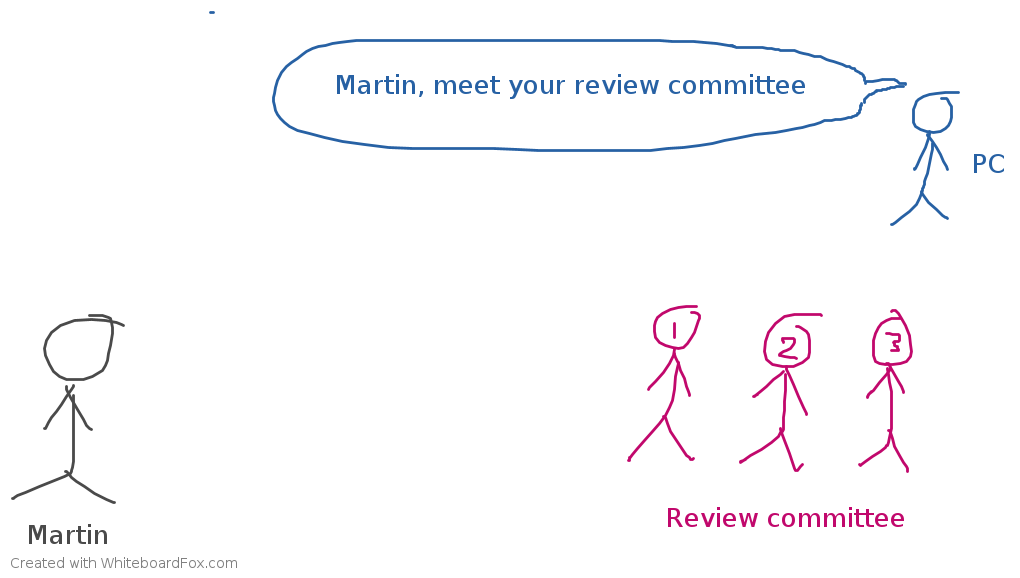 Martin, meet your review committee
PC
1
2
3
Review committee
Martin
Created with WhiteboardFox.com